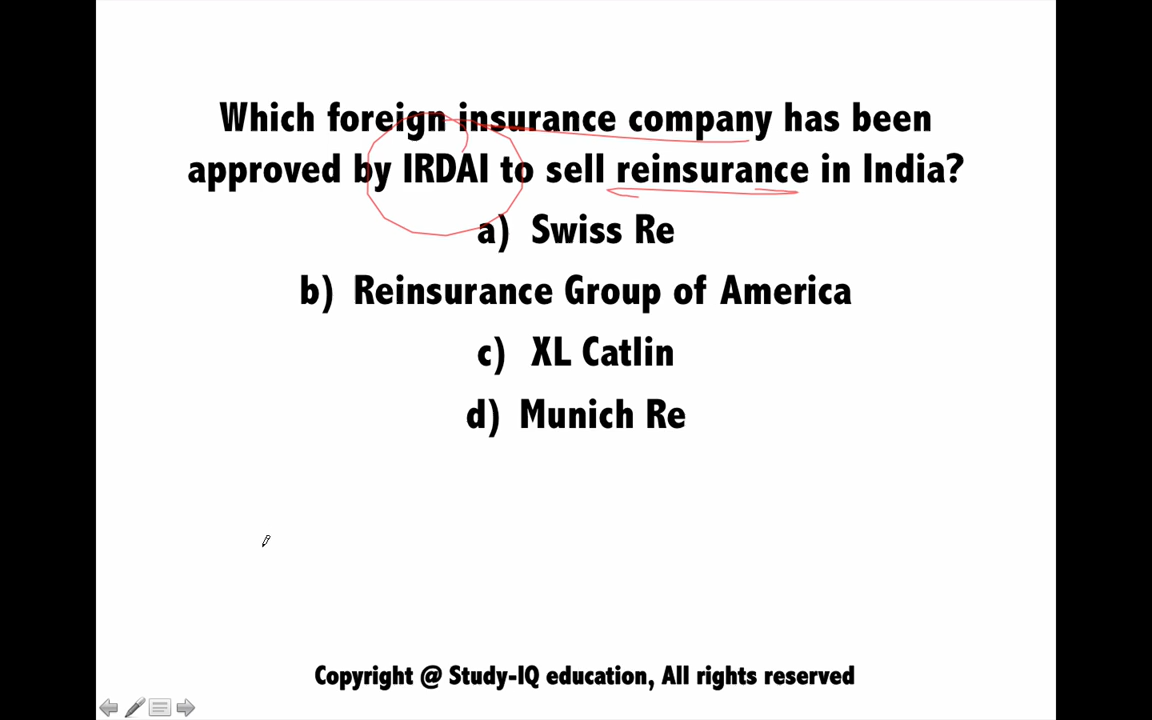 Which foreign insurance company has been
approved by IRDAI to sell reinsurance in India?
a) Swiss Re
b) Reinsurance Group of America
c) XL Catlin
d) Munich Re
Copyright @ Study-IQ education, All rights reserved